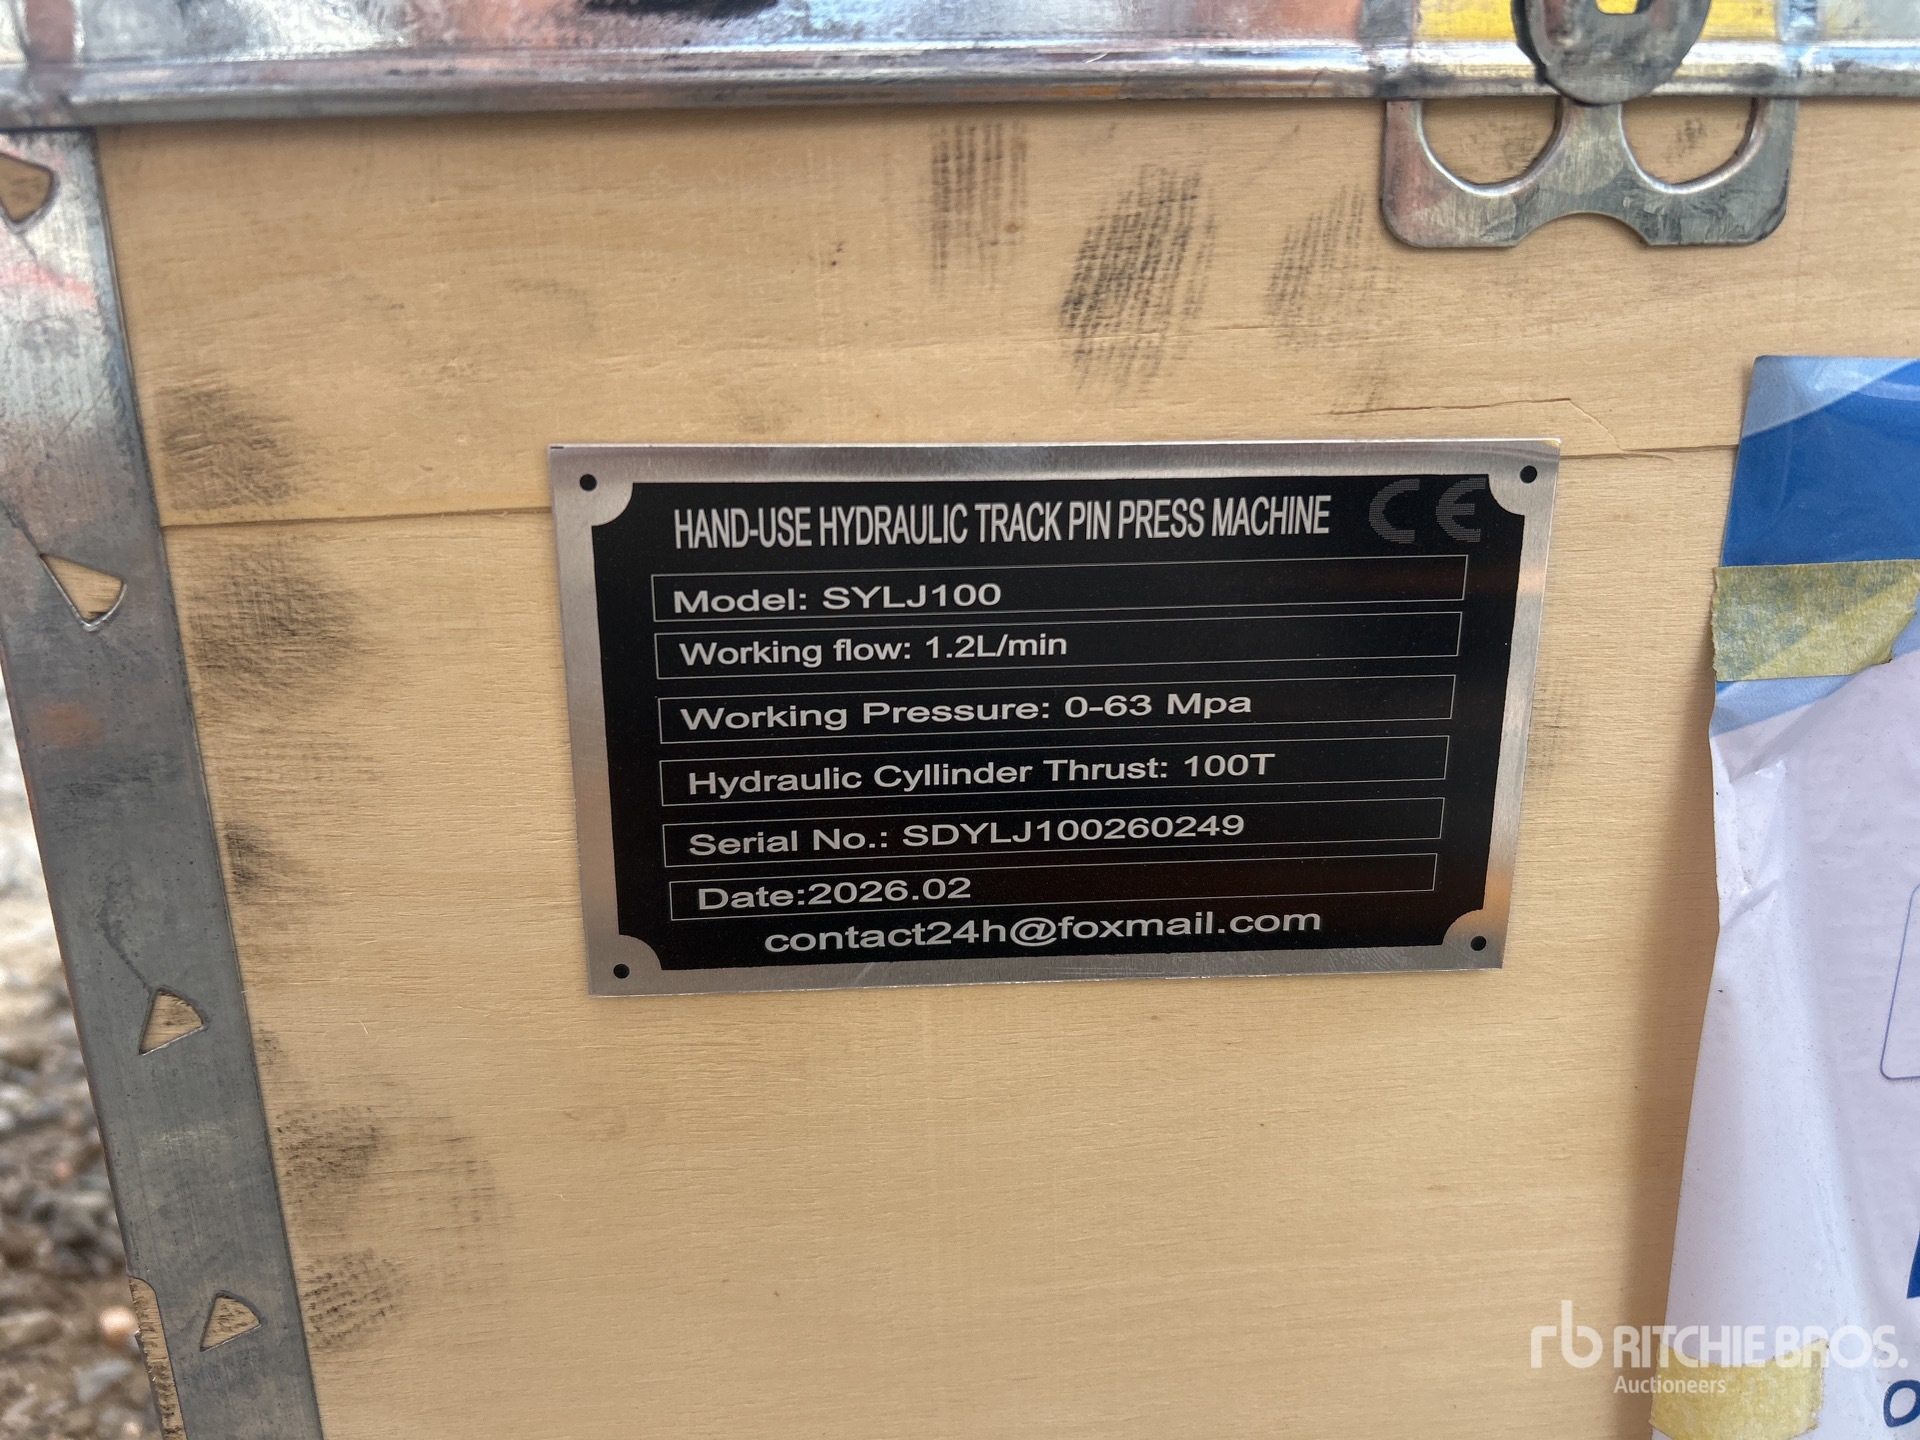 HAND-USE HYDRAULIC TRACK PIN PRESS MACHINE CE
Model: SYLJ100
Working flow: 1.2L/min
Working Pressure: 0-63 Mpa
Hydraulic Cyllinder Thrust: 100T
Serial No.: SDYLJ100260249
Date:2026.02
contact24h@foxmail.com
rb RITCHIE BROS.
Auctioneers